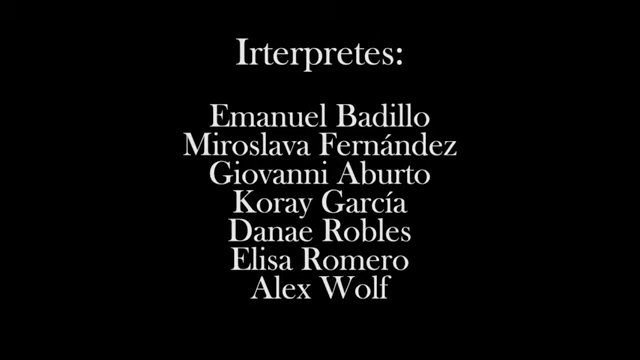 Irterpretes:
Emanuel Badillo
Miroslava Fernández
Giovanni Aburto
Koray García
Danae Robles
Elisa Romero
Alex Wolf